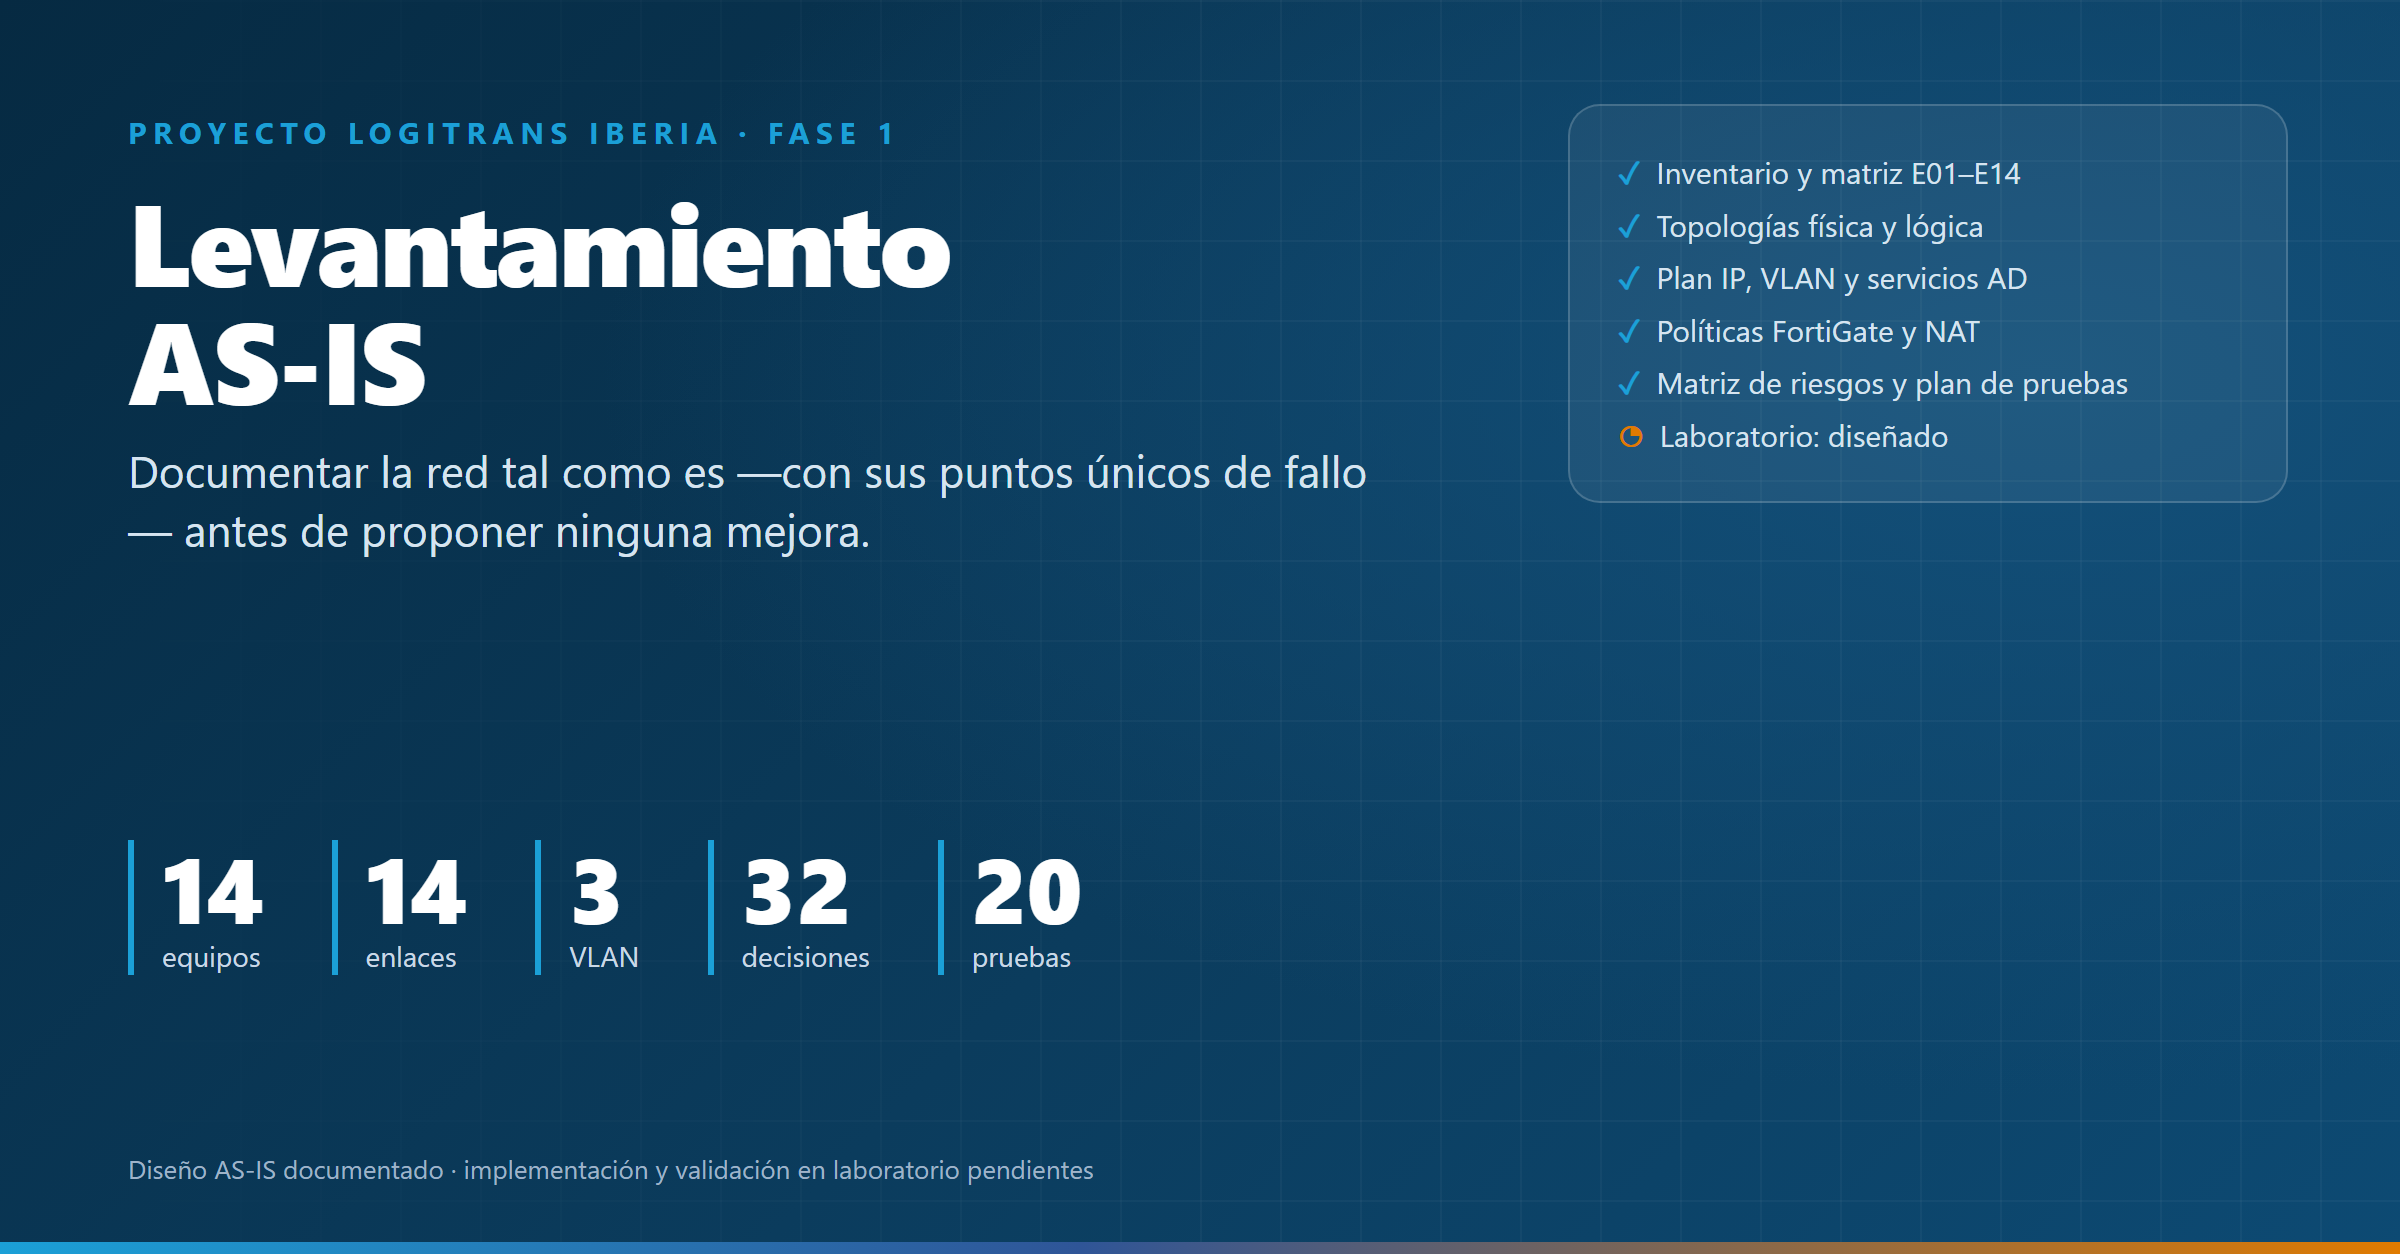 PROYECTO LOGITRANS IBERIA · FASE 1
Levantamiento
AS-IS
Documentar la red tal como es —con sus puntos únicos de fallo
— antes de proponer ninguna mejora.
✓ Inventario y matriz E01–E14
✓ Topologías física y lógica
✓ Plan IP, VLAN y servicios AD
✓ Políticas FortiGate y NAT
✓ Matriz de riesgos y plan de pruebas
◔ Laboratorio: diseñado
14
equipos
14
enlaces
3
VLAN
32
decisiones
20
pruebas
Diseño AS-IS documentado · implementación y validación en laboratorio pendientes